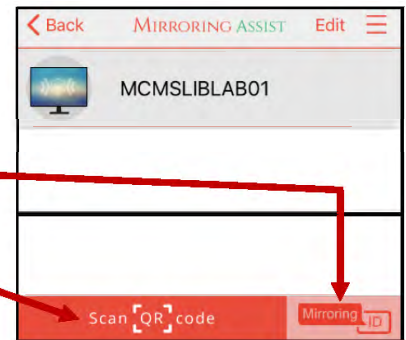 Back MIRRORING ASSIST Edit
MCMSLIBLAB01
Scan QR code Mirroring ID